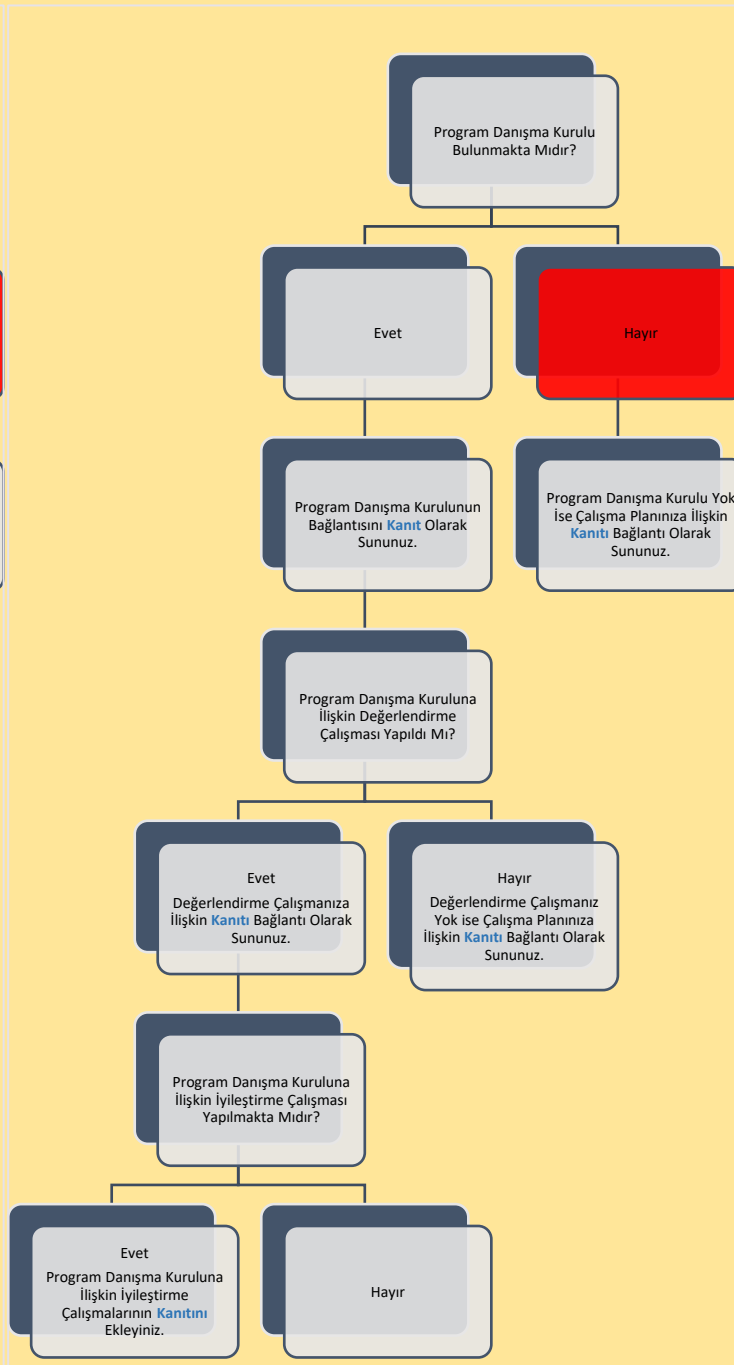 Program Danışma Kurulu
Bulunmakta Mıdır?
Evet
Hayır
Program Danışma Kurulunun
Bağlantısını Kanıt Olarak
Sununuz.
Program Danışma Kurulu Yok
İse Çalışma Planınıza İlişkin
Kanıtı Bağlantı Olarak
Sununuz.
Program Danışma Kuruluna
İlişkin Değerlendirme
Çalışması Yapıldı Mı?
Evet
Değerlendirme Çalışmanıza
İlişkin Kanıtı Bağlantı Olarak
Sununuz.
Hayır
Değerlendirme Çalışmanız
Yok ise Çalışma Planınıza
İlişkin Kanıtı Bağlantı Olarak
Sununuz.
Program Danışma Kuruluna
İlişkin İyileştirme Çalışması
Yapılmakta Mıdır?
Evet
Program Danışma Kuruluna
İlişkin İyileştirme
Çalışmalarının Kanıtını
Ekleyiniz.
Hayır